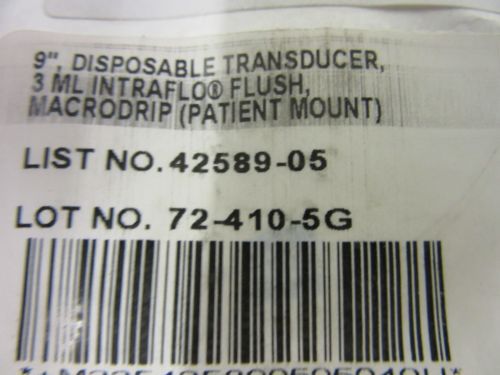 9", DISPOSABLE TRANSDUCER,
3 ML INTRAFLO® FLUSH,
MACRODRIP (PATIENT MOUNT)
LIST NO. 42589-05
LOT NO. 72-410-5G